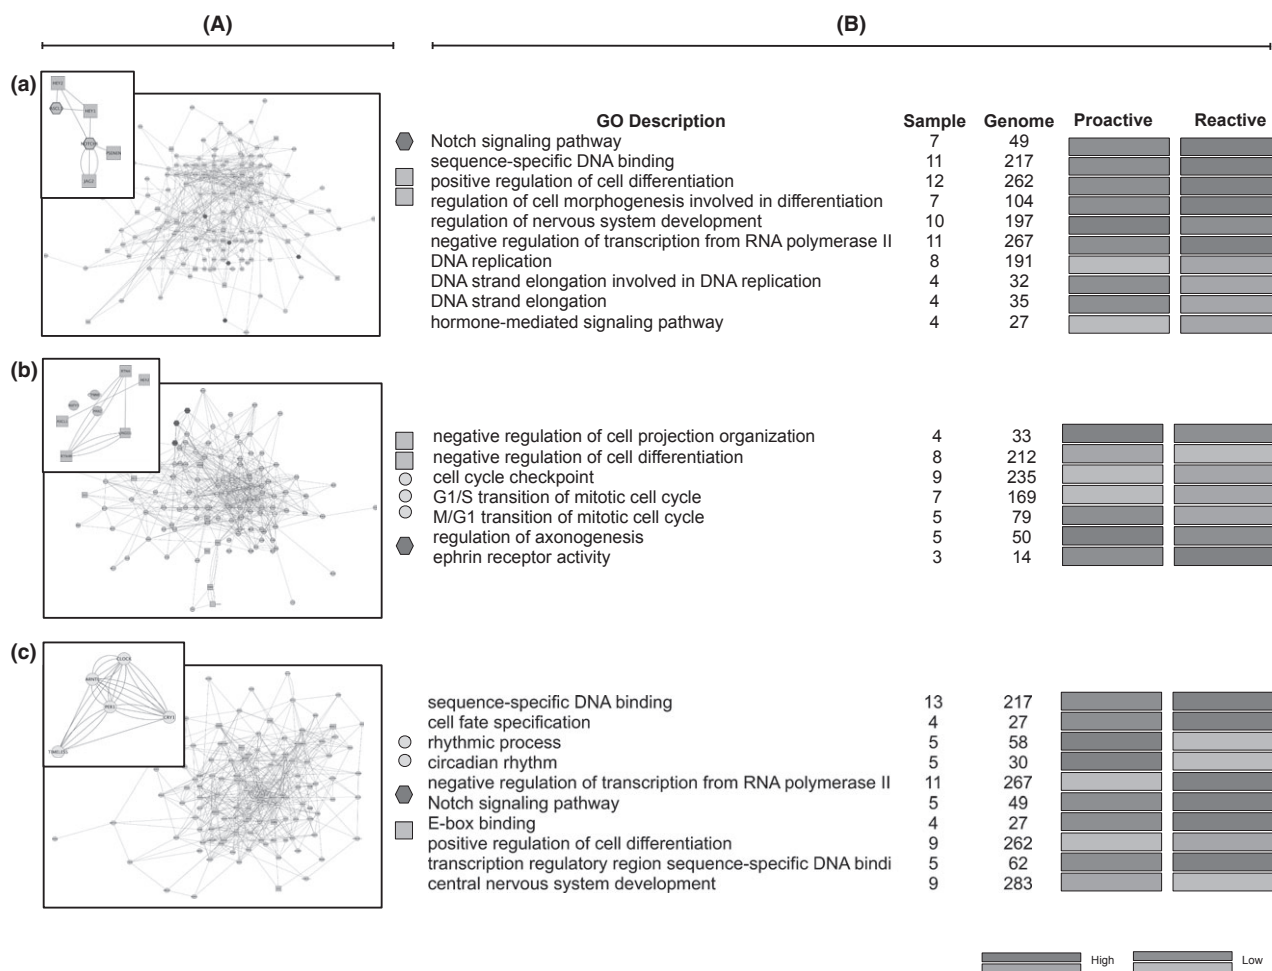 (A) (B)
(a)
GO Description Sample Genome Proactive Reactive
Notch signaling pathway 7 49
sequence-specific DNA binding 11 217
positive regulation of cell differentiation 12 262
regulation of cell morphogenesis involved in differentiation 7 104
regulation of nervous system development 10 197
negative regulation of transcription from RNA polymerase II 11 267
DNA replication 8 191
DNA strand elongation involved in DNA replication 4 32
DNA strand elongation 4 35
hormone-mediated signaling pathway 4 27
(b)
negative regulation of cell projection organization 4 33
negative regulation of cell differentiation 8 212
cell cycle checkpoint 9 235
G1/S transition of mitotic cell cycle 7 169
M/G1 transition of mitotic cell cycle 5 79
regulation of axonogenesis 5 50
ephrin receptor activity 3 14
(c)
CLOCK
PER1
CRY1
TIMELESS
sequence-specific DNA binding 13 217
cell fate specification 4 27
rhythmic process 5 58
circadian rhythm 5 30
negative regulation of transcription from RNA polymerase II 11 267
Notch signaling pathway 5 49
E-box binding 4 27
positive regulation of cell differentiation 9 262
transcription regulatory region sequence-specific DNA bindi 5 62
central nervous system development 9 283
High Low